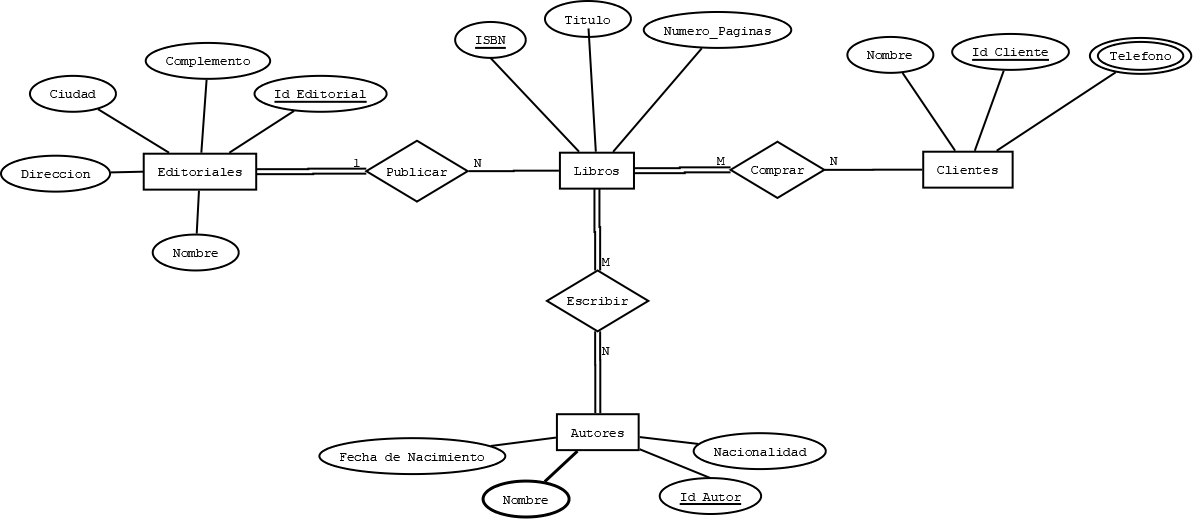 Titulo
Numero_Paginas
ISBN
Nombre
Id Cliente
Telefono
Complemento
Ciudad
Id Editorial
Direccion
Editoriales
1
Publicar
N
Libros
M
Comprar
N
Clientes
Nombre
M
Escribir
N
Autores
Fecha de Nacimiento
Nacionalidad
Nombre
Id Autor